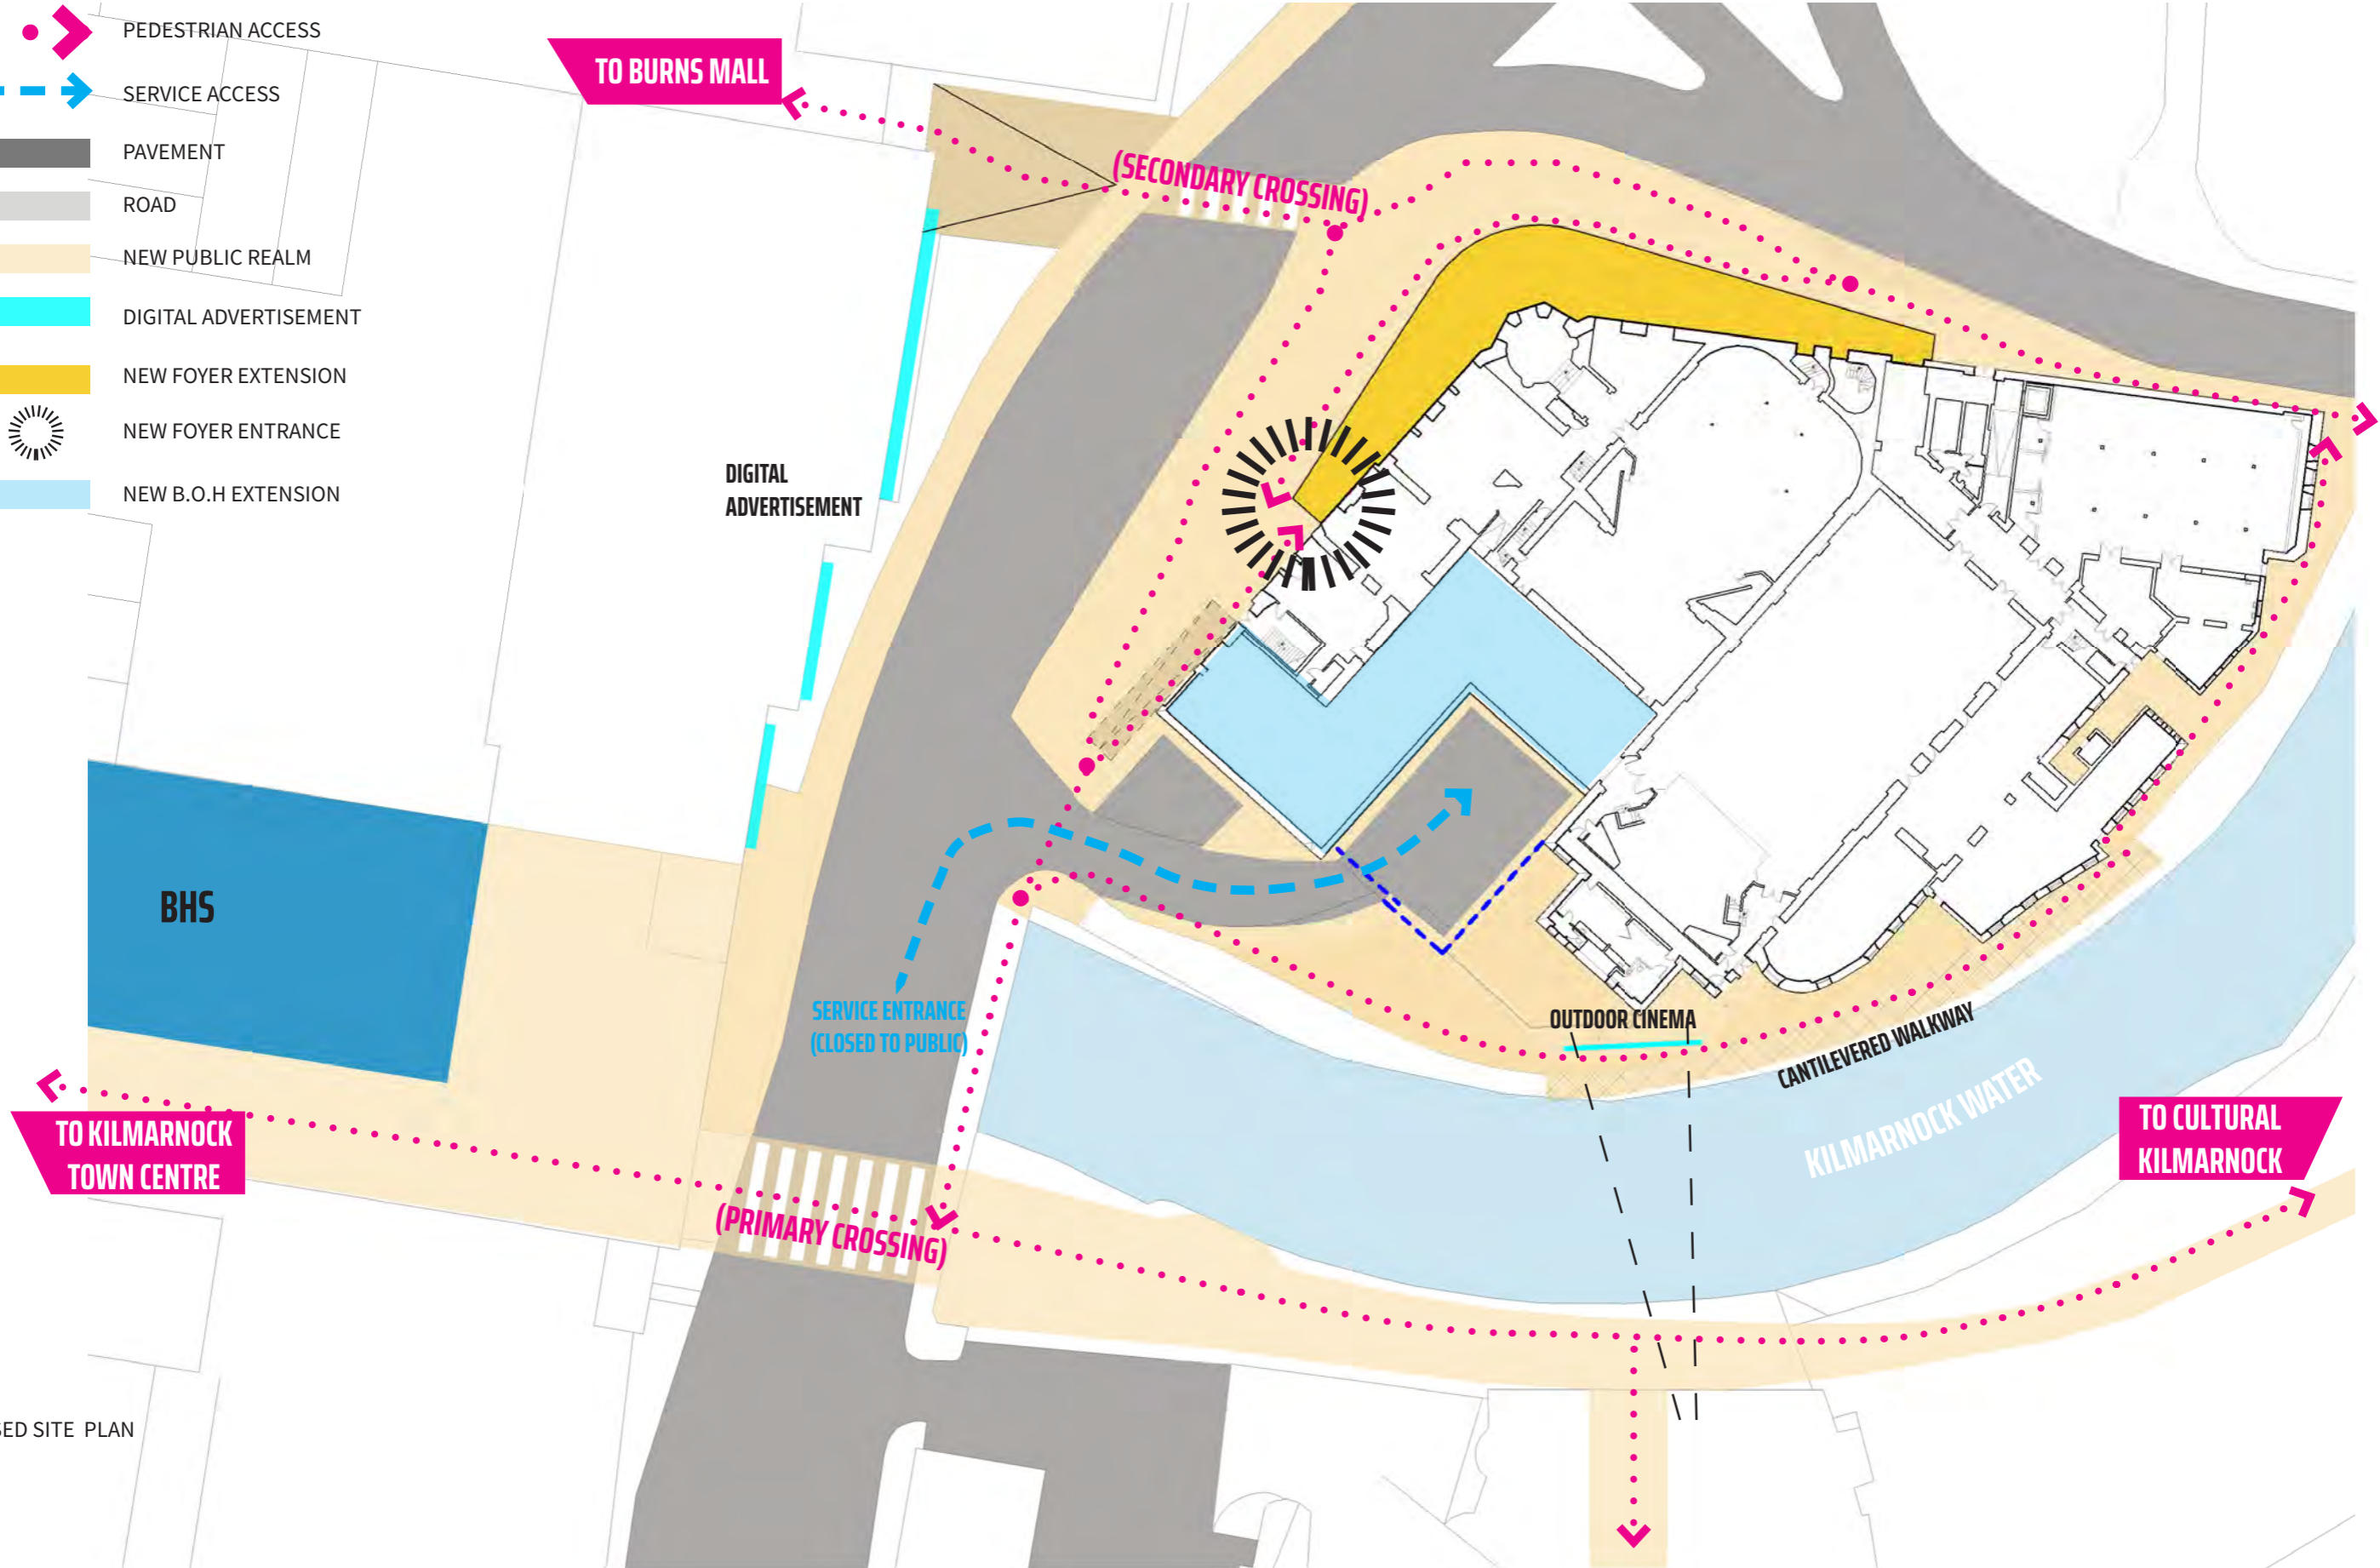 PEDESTRIAN ACCESS
SERVICE ACCESS
PAVEMENT
ROAD
NEW PUBLIC REALM
DIGITAL ADVERTISEMENT
NEW FOYER EXTENSION
NEW FOYER ENTRANCE
NEW B.O.H EXTENSION
TO BURNS MALL
(SECONDARY CROSSING)
DIGITAL
ADVERTISEMENT
BHS
SERVICE ENTRANCE
(CLOSED TO PUBLIC)
OUTDOOR CINEMA
CANTILEVERED WALKWAY
KILMARNOCK WATER
TO KILMARNOCK
TOWN CENTRE
(PRIMARY CROSSING)
TO CULTURAL
KILMARNOCK
SED SITE PLAN